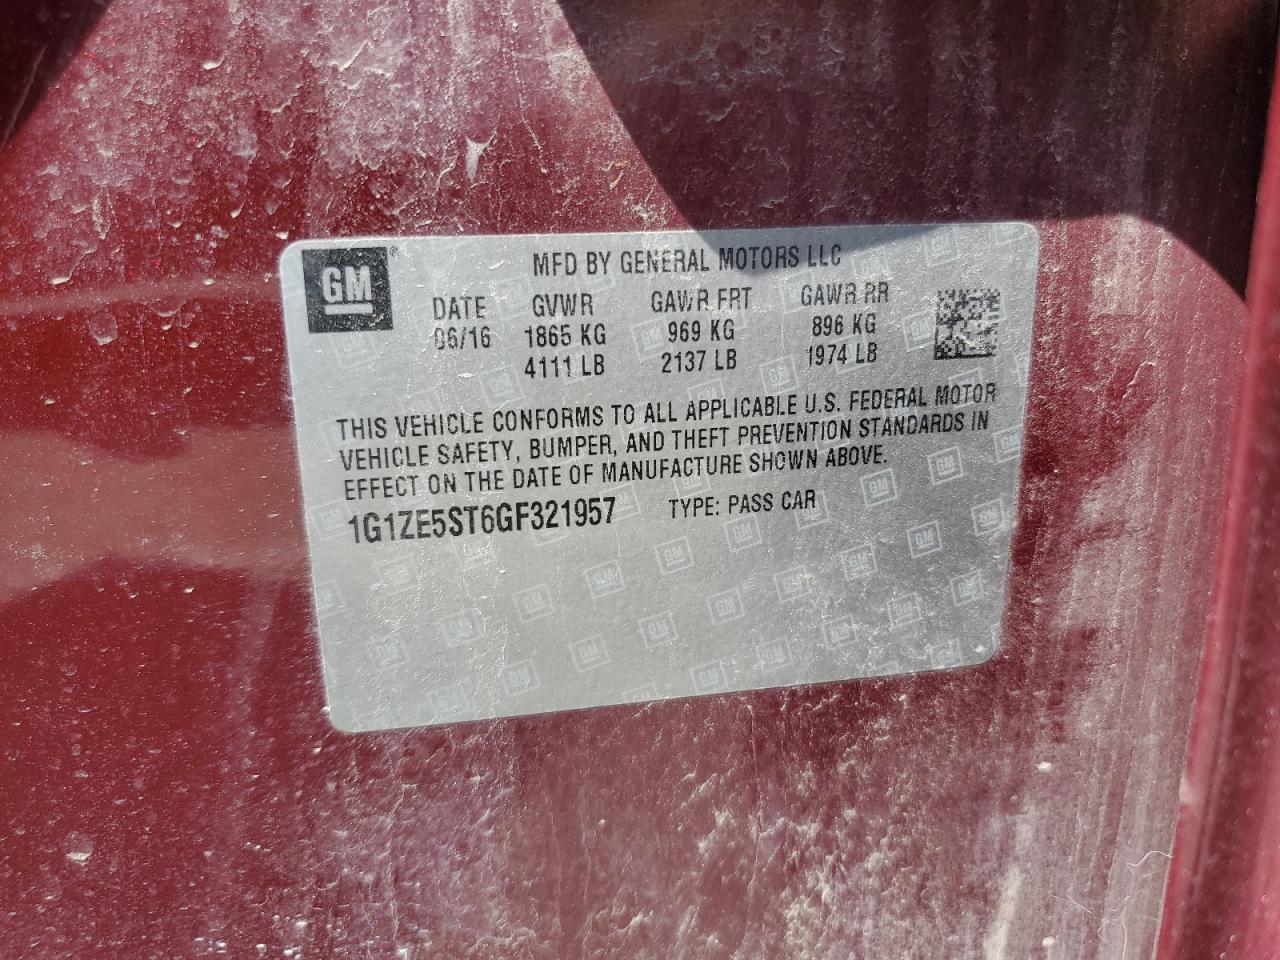 GM® MFD BY GENERAL MOTORS LLC
DATE GVWR GAWR FRT GAWR RR
06/16 1865 KG 969 KG 896 KG
4111 LB 2137 LB 1974 LB
THIS VEHICLE CONFORMS TO ALL APPLICABLE U.S. FEDERAL MOTOR
VEHICLE SAFETY, BUMPER, AND THEFT PREVENTION STANDARDS IN
EFFECT ON THE DATE OF MANUFACTURE SHOWN ABOVE.
1G1ZE5ST6GF321957 TYPE: PASS CAR